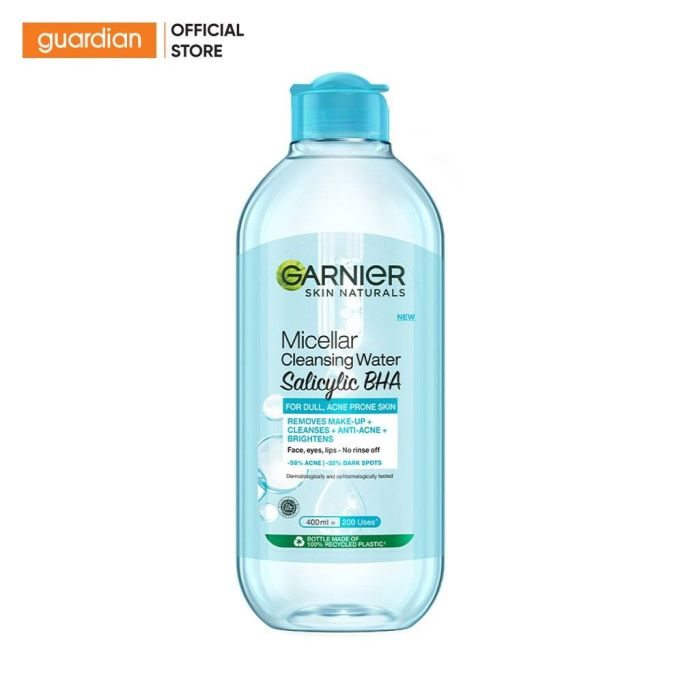 guardian
OFFICIAL
STORE
GARNIER
SKIN NATURALS
NEW
Micellar
Cleansing Water
Salicylic BHA
FOR DULL, ACNE PRONE SKIN
REMOVES MAKE-UP +
CLEANSES + ANTI-ACNE +
BRIGHTENS
Face, eyes, lips - No rinse off
-56% ACNE | -33% DARK SPOTS
Dermatologically and ophtalmologically tested
400ml = 200 Uses*
BOTTLE MADE OF
100% RECYCLED PLASTIC*